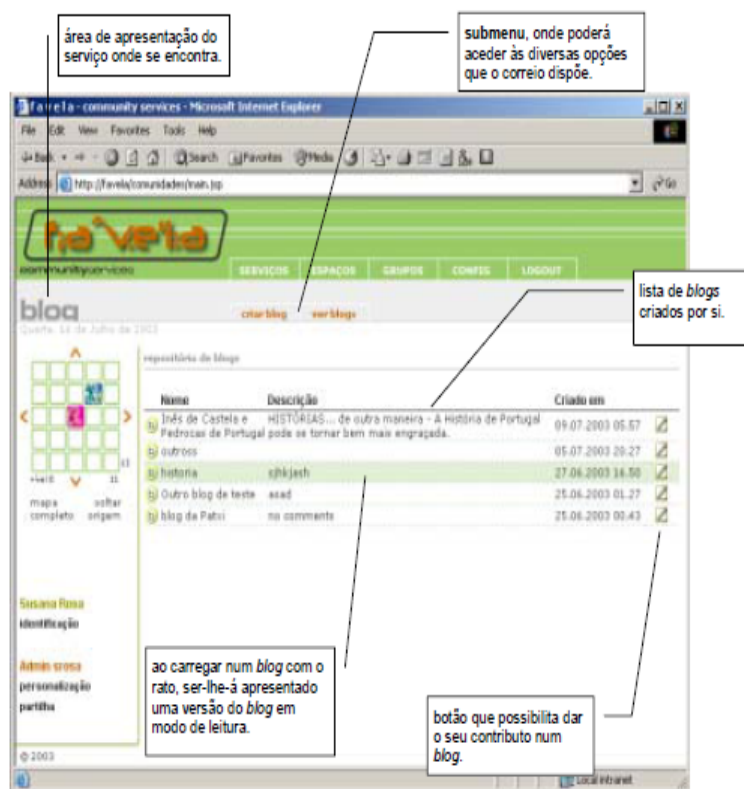 área de apresentação do
serviço onde se encontra.
submenu, onde poderá
aceder às diversas opções
que o correio dispõe.
favela - community services - Microsoft Internet Explorer
File Edit View Favorites Tools Help
Back Search Favorites Media
Address http://favela/comunidades/main.jsp Go
favela
communityservices
SERVIÇOS ESPAÇOS GRUPOS CONFIG LOGOUT
blog
criar blog ver blogs
Quarta, 16 de Julho de 2003
lista de blogs
criados por si.
repositório de blogs
Nome Descrição Criado em
Inês de Castela e HISTÓRIAS... de outra maneira - A História de Portugal 09.07.2003 05.57
Pedrocas de Portugal pode se tornar bem mais engraçada.
outross 05.07.2003 20.27
historia sjhkjash 27.06.2003 16.50
Outro blog de teste asad 25.06.2003 01.27
blog da Patxi no comments 25.06.2003 00.43
mapa voltar
completo origem
Susana Rosa
identificação
Admin srosa
personalização
partilha
ao carregar num blog com o
rato, ser-lhe-á apresentado
uma versão do blog em
modo de leitura.
botão que possibilita dar
o seu contributo num
blog.
© 2003
Local intranet